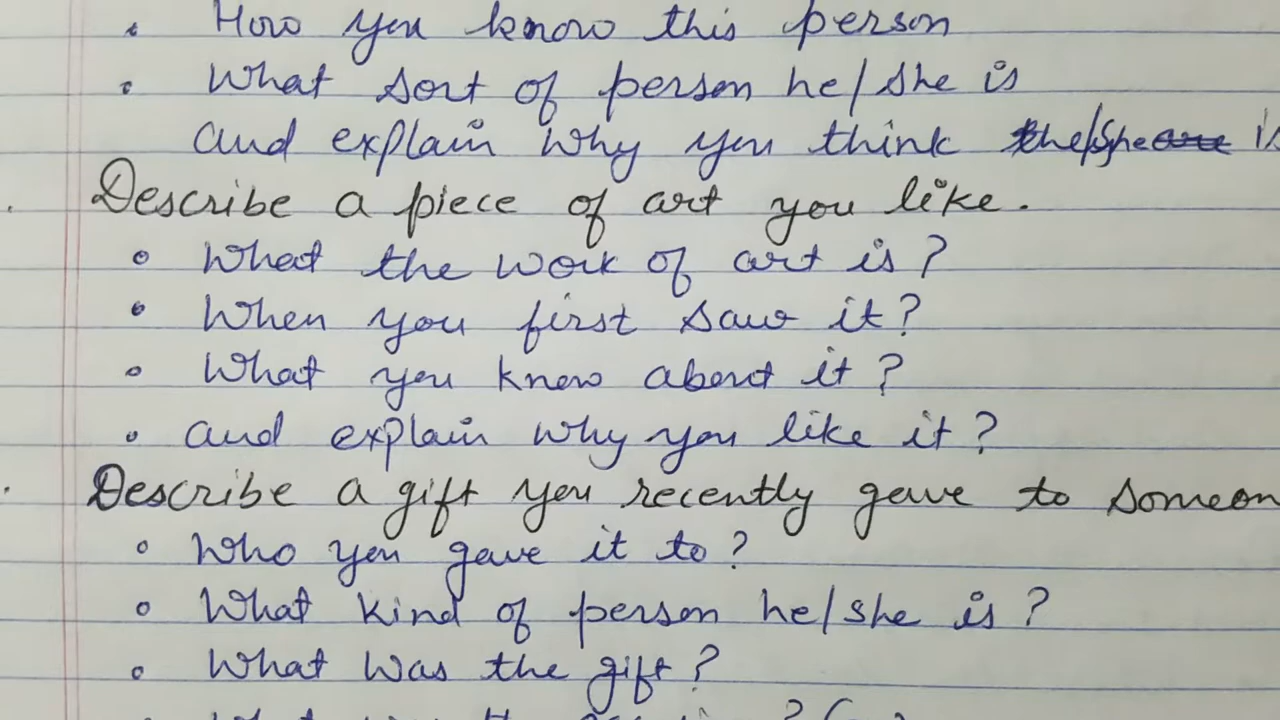 • How you know this person
• What sort of person he/she is
and explain why you think he/she is
Describe a piece of art you like.
• What the work of art is?
• When you first saw it?
• What you know about it?
• and explain why you like it?
Describe a gift you recently gave to someon
• Who you gave it to?
• What kind of person he/she is?
• What was the gift?